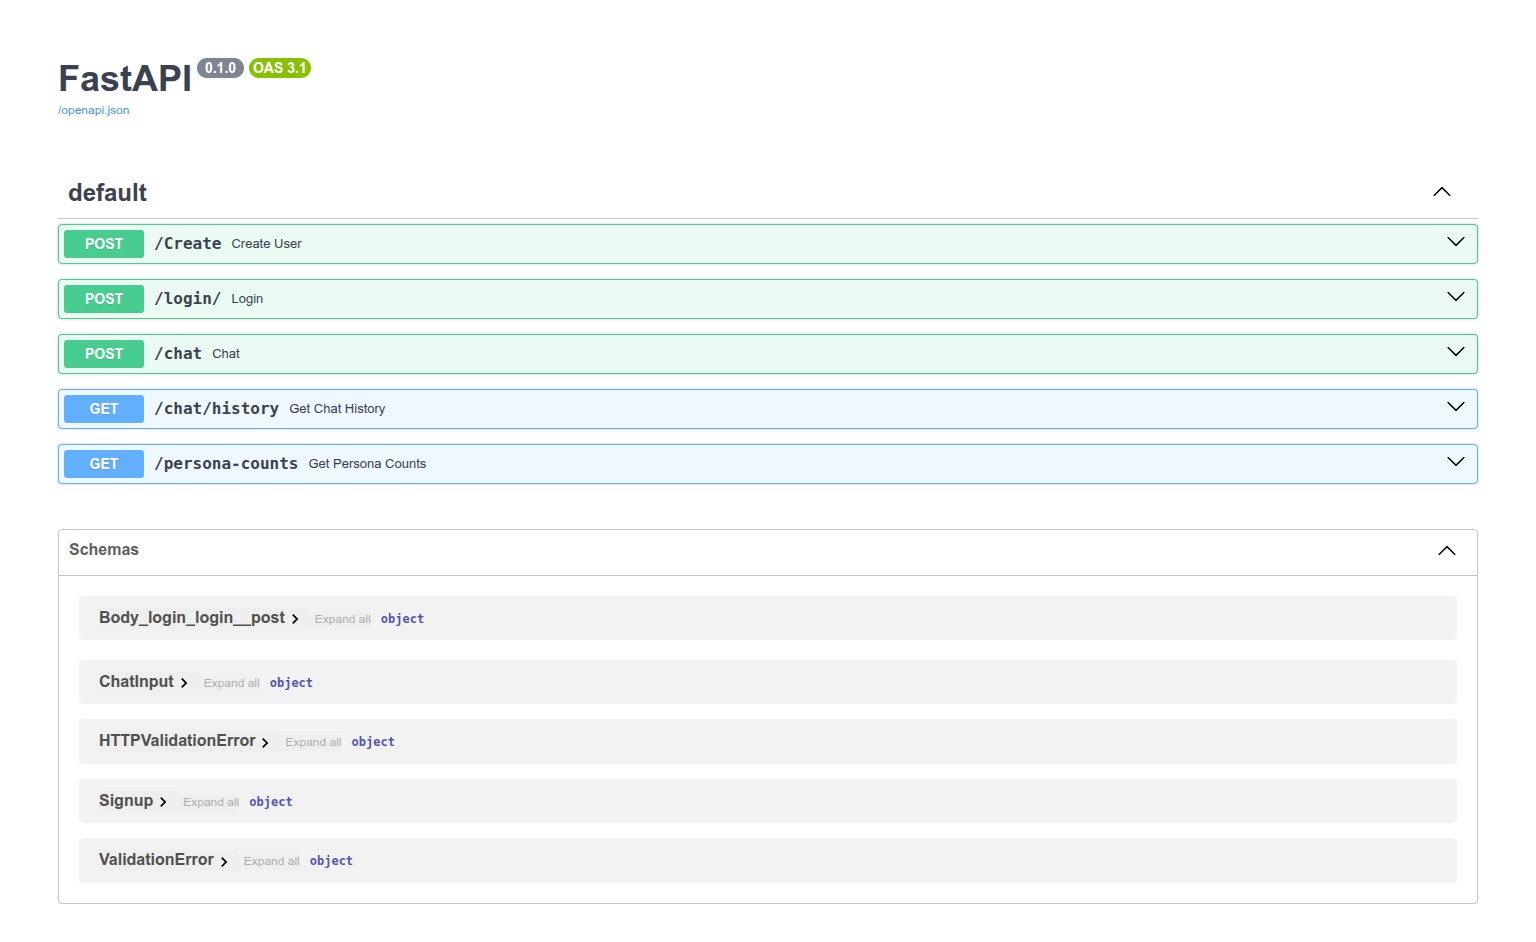 FastAPI 0.1.0 OAS 3.1
/openapi.json
default
POST /Create Create User
POST /login/ Login
POST /chat Chat
GET /chat/history Get Chat History
GET /persona-counts Get Persona Counts
Schemas
Body_login_login__post Expand all object
ChatInput Expand all object
HTTPValidationError Expand all object
Signup Expand all object
ValidationError Expand all object